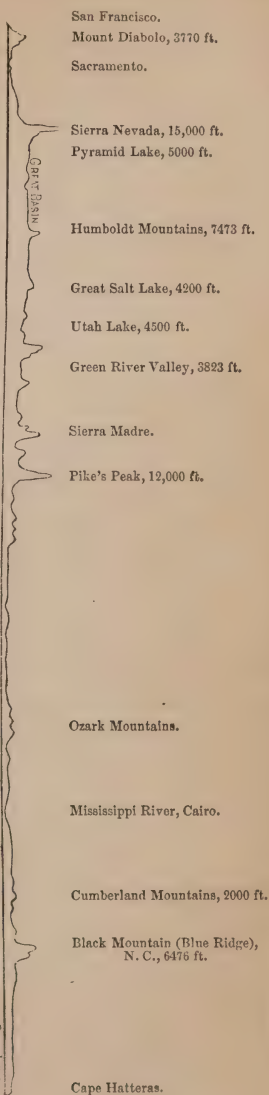 San Francisco.
Mount Diabolo, 3770 ft.
Sacramento.
Sierra Nevada, 15,000 ft.
Pyramid Lake, 5000 ft.
GREAT BASIN
Humboldt Mountains, 7473 ft.
Great Salt Lake, 4200 ft.
Utah Lake, 4500 ft.
Green River Valley, 3823 ft.
Sierra Madre.
Pike's Peak, 12,000 ft.
Ozark Mountains.
Mississippi River, Cairo.
Cumberland Mountains, 2000 ft.
Black Mountain (Blue Ridge),
N. C., 6476 ft.
Cape Hatteras.